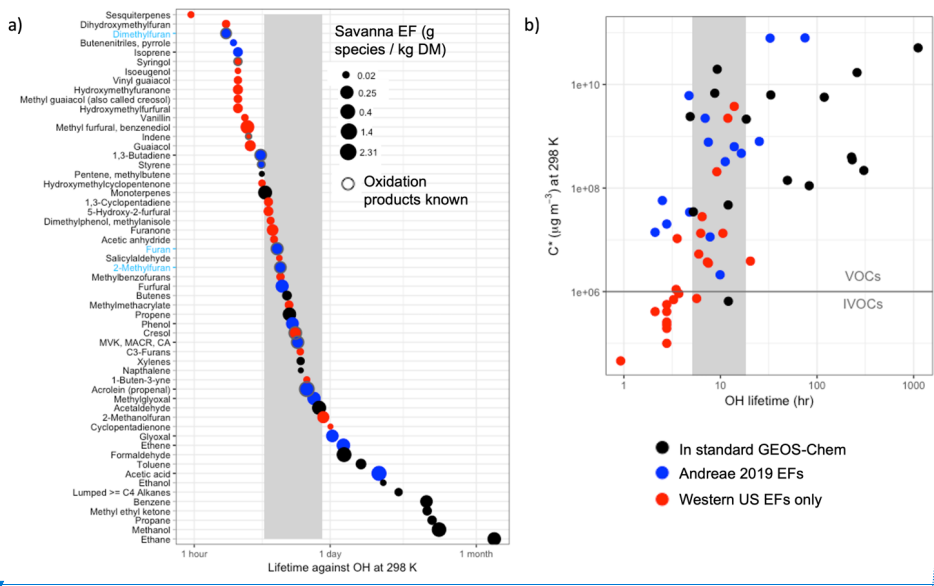 a)
Sesquiterpenes
Dihydroxymethylfuran
Dimethylfuran
Butenenitriles, pyrrole
Isoprene
Syringol
Isoeugenol
Vinyl guaiacol
Hydroxymethylfuranone
Methyl guaiacol (also called creosol)
Hydroxymethylfurfural
Vanillin
Methyl furfural, benzenediol
Indene
Guaiacol
1,3-Butadiene
Styrene
Pentene, methylbutene
Hydroxymethylcyclopentenone
Monoterpenes
1,3-Cyclopentadiene
5-Hydroxy-2-furfural
Dimethylphenol, methylanisole
Furanone
Acetic anhydride
Furan
Salicylaldehyde
2-Methylfuran
Methylbenzofurans
Furfural
Butenes
Methylmethacrylate
Propene
Phenol
Cresol
MVK, MACR, CA
C3-Furans
Xylenes
Napthalene
1-Buten-3-yne
Acrolein (propenal)
Methylglyoxal
Acetaldehyde
2-Methanolfuran
Cyclopentadienone
Glyoxal
Ethene
Formaldehyde
Toluene
Acetic acid
Ethanol
Lumped >= C4 Alkanes
Benzene
Methyl ethyl ketone
Propane
Methanol
Ethane
1 hour
1 day
1 month
Lifetime against OH at 298 K
Savanna EF (g
species / kg DM)
0.02
0.25
0.4
1.4
2.31
Oxidation
products known
b)
C* (µg m⁻³) at 298 K
1e+10
1e+08
1e+06
VOCs
IVOCs
1
10
100
1000
OH lifetime (hr)
In standard GEOS-Chem
Andreae 2019 EFs
Western US EFs only